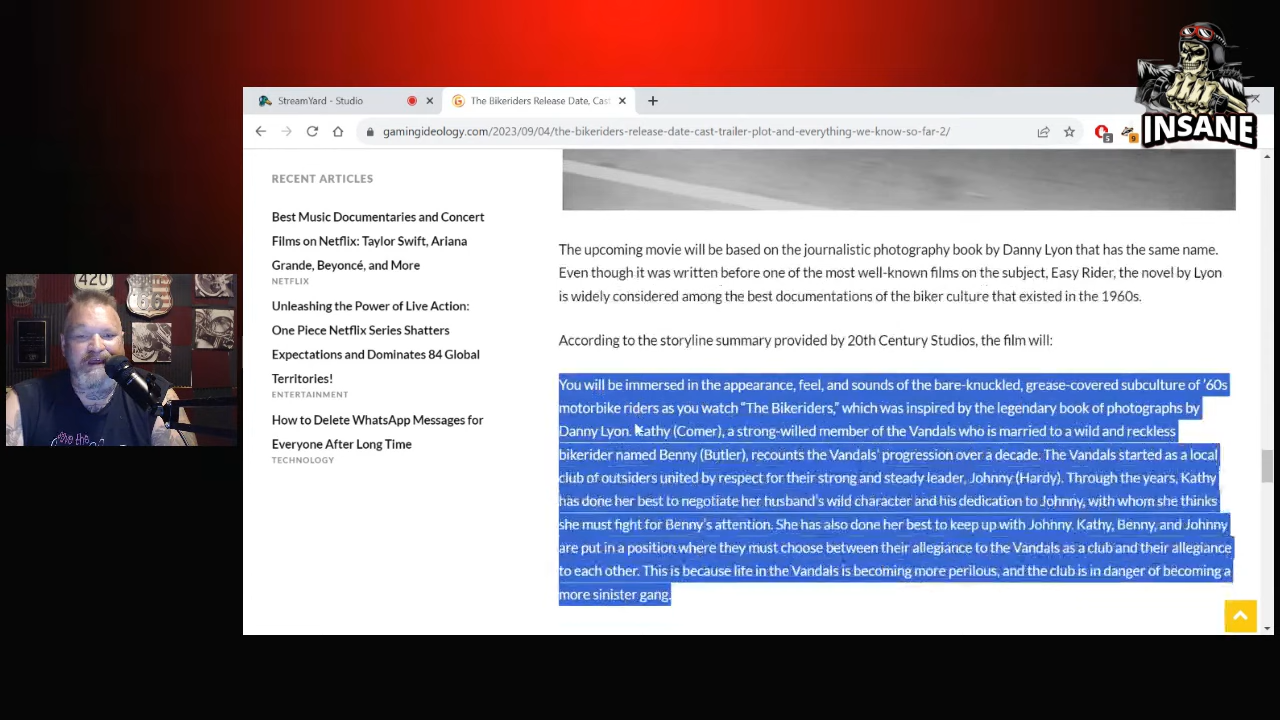 StreamYard - Studio
The Bikeriders Release Date, Cast
gamingideology.com/2023/09/04/the-bikeriders-release-date-cast-trailer-plot-and-everything-we-know-so-far-2/
5
9
INSANE
RECENT ARTICLES
Best Music Documentaries and Concert
Films on Netflix: Taylor Swift, Ariana
Grande, Beyoncé, and More
NETFLIX
Unleashing the Power of Live Action:
One Piece Netflix Series Shatters
Expectations and Dominates 84 Global
Territories!
ENTERTAINMENT
How to Delete WhatsApp Messages for
Everyone After Long Time
TECHNOLOGY
The upcoming movie will be based on the journalistic photography book by Danny Lyon that has the same name.
Even though it was written before one of the most well-known films on the subject, Easy Rider, the novel by Lyon
is widely considered among the best documentations of the biker culture that existed in the 1960s.
According to the storyline summary provided by 20th Century Studios, the film will:
You will be immersed in the appearance, feel, and sounds of the bare-knuckled, grease-covered subculture of '60s
motorbike riders as you watch “The Bikeriders,” which was inspired by the legendary book of photographs by
Danny Lyon. Kathy (Comer), a strong-willed member of the Vandals who is married to a wild and reckless
bikerider named Benny (Butler), recounts the Vandals' progression over a decade. The Vandals started as a local
club of outsiders united by respect for their strong and steady leader, Johnny (Hardy). Through the years, Kathy
has done her best to negotiate her husband's wild character and his dedication to Johnny, with whom she thinks
she must fight for Benny's attention. She has also done her best to keep up with Johnny. Kathy, Benny, and Johnny
are put in a position where they must choose between their allegiance to the Vandals as a club and their allegiance
to each other. This is because life in the Vandals is becoming more perilous, and the club is in danger of becoming a
more sinister gang.
420
66